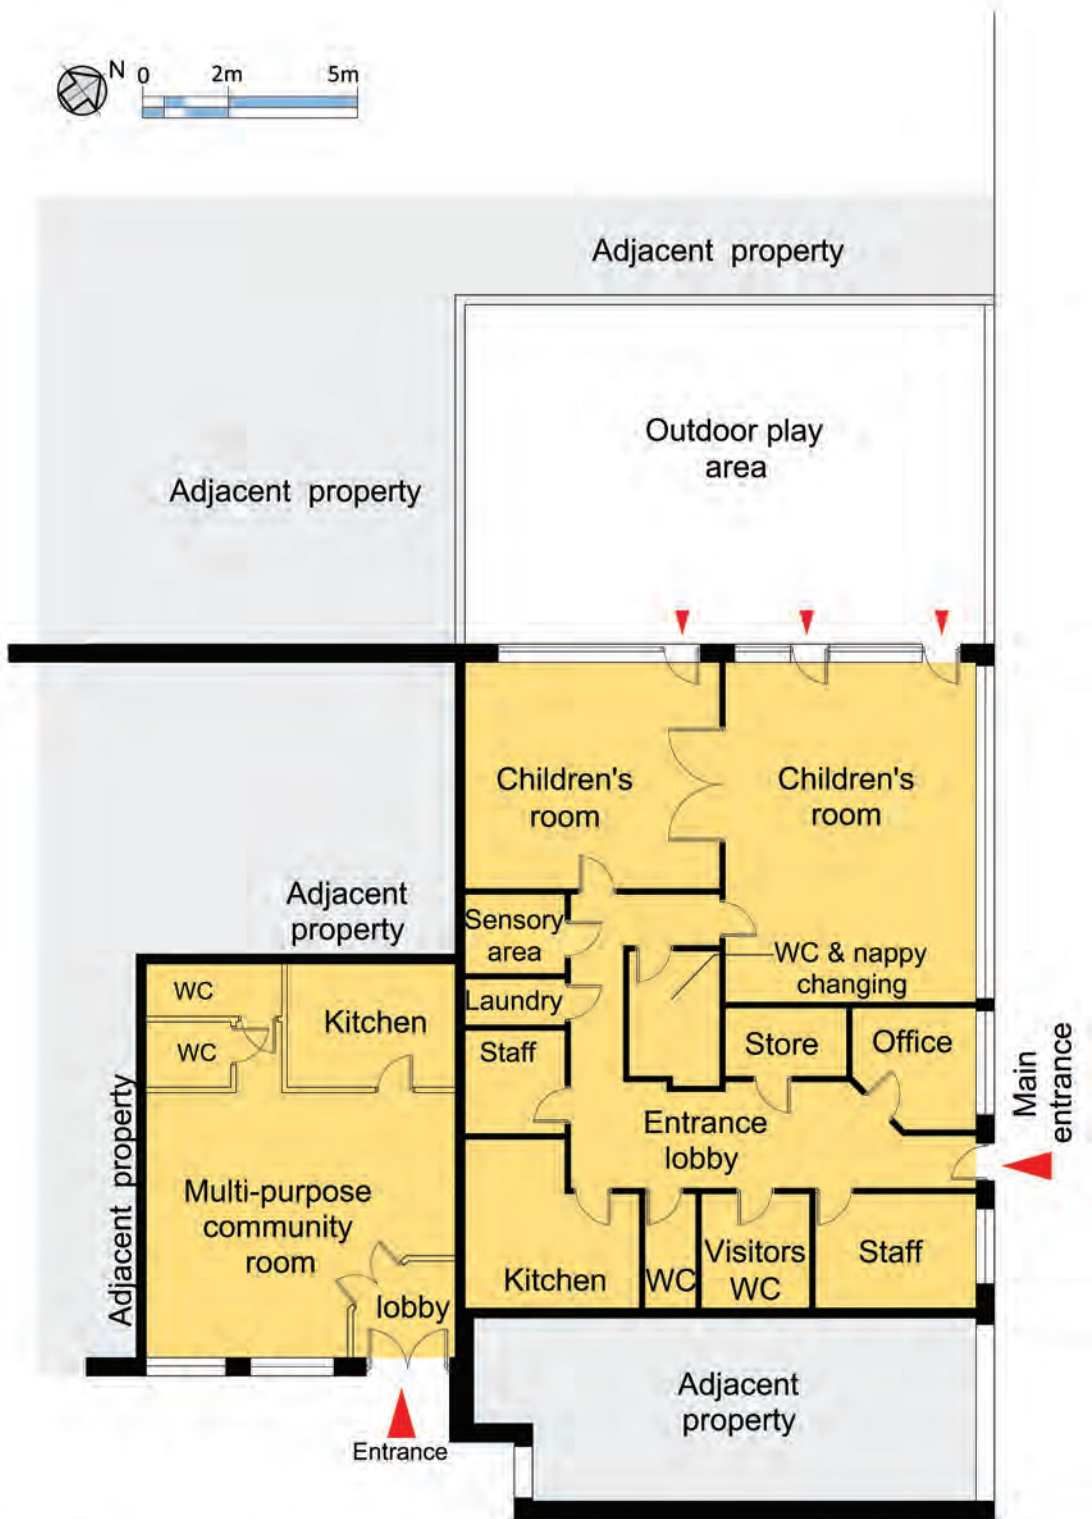 N 0 2m 5m
Adjacent property
Outdoor play
area
Adjacent property
Children's
room
Children's
room
Adjacent
property
Sensory
area
WC & nappy
changing
WC
Kitchen
Laundry
WC
Staff
Store
Office
Main
entrance
Entrance
lobby
Adjacent property
Multi-purpose
community
room
lobby
Kitchen
WC
Visitors
WC
Staff
Adjacent
property
Entrance